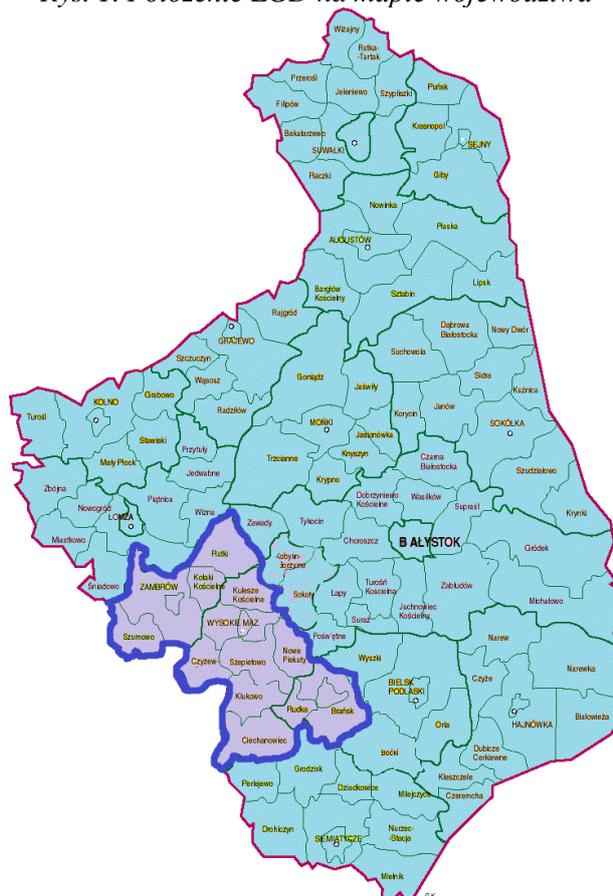 Rys. 1. Położenie LGD na mapie województwa
Wiżajny
Rutka-
-Tartak
Przerośl
Jeleniewo
Szypliszki
Puńsk
Filipów
Krasnopol
Bakałarzewo
SUWAŁKI
SEJNY
Raczki
Giby
Nowinka
Płaska
AUGUSTÓW
Lipsk
Bargłów
Kościelny
Sztabin
Rajgród
Dąbrowa
Białostocka
Nowy Dwór
GRAJEWO
Suchowola
Szczuczyn
Sidra
Wąsosz
Goniądz
Jaświły
Kuźnica
Grabowo
KOLNO
Radziłów
Korycin
Janów
Turośl
MOŃKI
SOKÓŁKA
Stawiski
Jasionówka
Przytuły
Knyszyn
Mały Płock
Trzcianne
Czarna
Białostocka
Jedwabne
Szudziałowo
Krypno
Zbójna
Piątnica
Dobrzyniewo
Kościelne
Wasilków
Supraśl
Nowogród
Wizna
Krynki
ŁOMŻA
Zawady
Tykocin
Miastkowo
Choroszcz
BIAŁYSTOK
Gródek
Rutki
Kobylin-
-Borzymy
Śniadowo
ZAMBRÓW
Kołaki
Kościelne
Turośń
Kościelna
Zabłudów
Kulesze
Kościelne
Sokoły
Łapy
Michałowo
Juchnowiec
Kościelny
Suraż
WYSOKIE MAZ.
Szumowo
Poświętne
Narew
Nowe
Piekuty
Czyżew
Szepietowo
Wyszki
Narewka
Czyże
BIELSK
PODLASKI
Klukowo
Rudka
Brańsk
Białowieża
Orla
HAJNÓWKA
Ciechanowiec
Boćki
Dubicze
Cerkiewne
Grodzisk
Kleszczele
Perlejewo
Dziadkowice
Milejczyce
Czeremcha
Drohiczyn
SIEMIATYCZE
Nurzec-
-Stacja
Mielnik